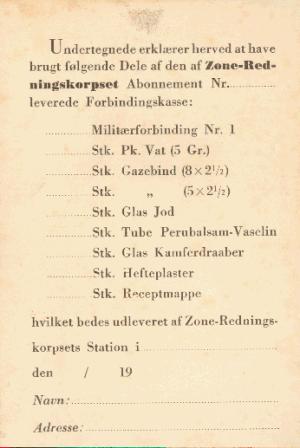 Undertegnede erklærer herved at have
brugt følgende Dele af den af Zone-Red-
ningskorpset Abonnement Nr.................
leverede Forbindingskasse:
............ Militærforbinding Nr. 1
............ Stk. Pk. Vat (5 Gr.)
............ Stk. Gazebind (8×2½)
............ Stk. „ (5×2½)
............ Stk. Glas Jod
............ Stk. Tube Perubalsam-Vaselin
............ Stk. Glas Kamferdraaber
............ Stk. Hefteplaster
............ Stk. Receptmappe
hvilket bedes udleveret af Zone-Rednings-
korpsets Station i ....................................
den / 19
Navn: ....................................
Adresse: ....................................